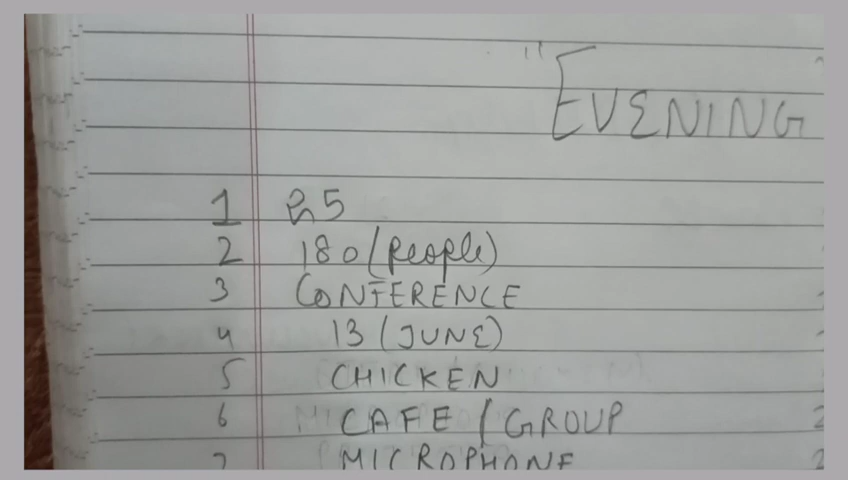 "EVENING
1 25
2 180 (People)
3 CONFERENCE
4 13 (JUNE)
5 CHICKEN
6 CAFE / GROUP
7 MICROPHONE